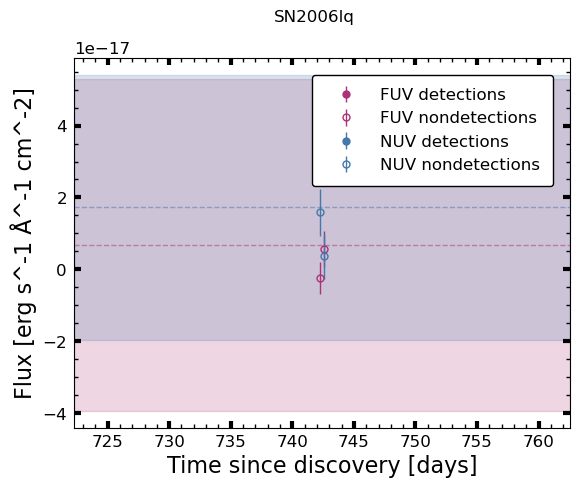 SN2006lq
1e−17
FUV detections
FUV nondetections
NUV detections
NUV nondetections
4
2
0
−2
−4
Flux [erg s^-1 Å^-1 cm^-2]
725 730 735 740 745 750 755 760
Time since discovery [days]